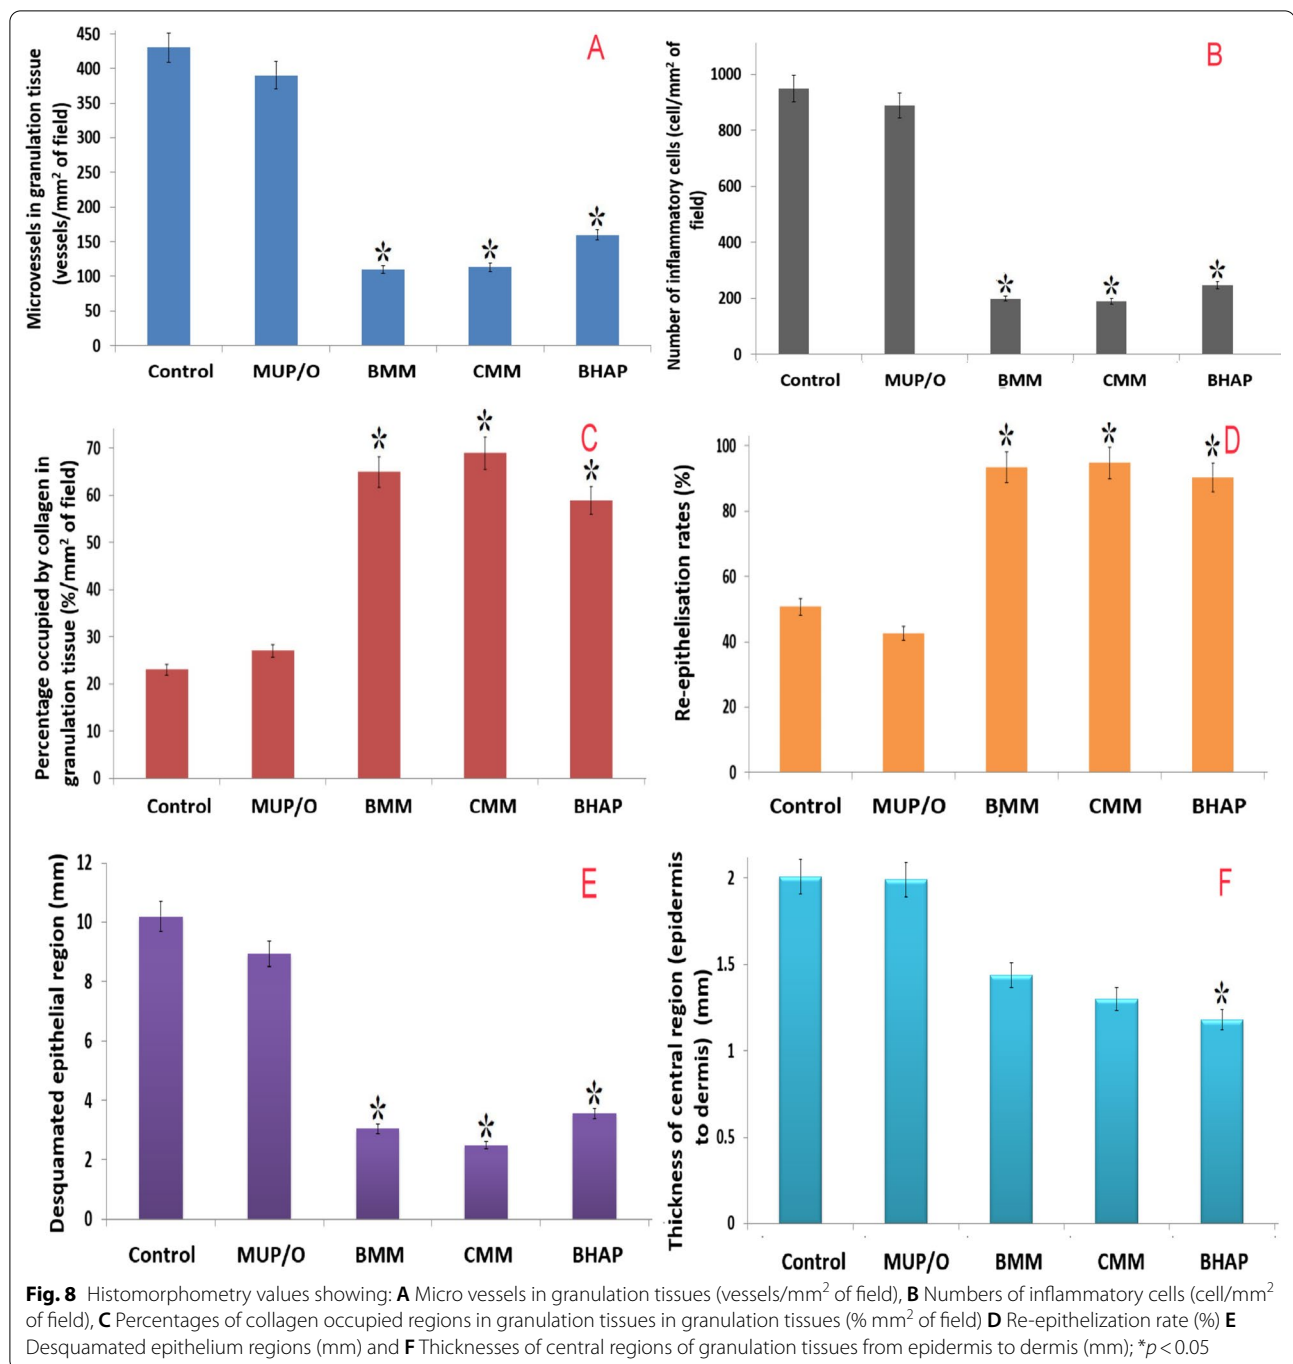 A
Microvessels in granulation tissue
(vessels/mm² of field)
450
400
350
300
250
200
150
100
50
0
*
*
*
Control MUP/O BMM CMM BHAP
B
Number of inflammatory cells (cell/mm² of
field)
1000
800
600
400
200
0
*
*
*
Control MUP/O BMM CMM BHAP
C
Percentage occupied by collagen in
granulation tissue (%/mm² of field)
70
60
50
40
30
20
10
0
*
*
*
Control MUP/O BMM CMM BHAP
D
Re-epithelisation rates (%)
100
80
60
40
20
0
*
*
*
Control MUP/O BMM CMM BHAP
E
Desquamated epithelial region (mm)
12
10
8
6
4
2
0
*
*
*
Control MUP/O BMM CMM BHAP
F
Thickness of central region (epidermis
to dermis) (mm)
2
1.5
1
0.5
0
*
Control MUP/O BMM CMM BHAP
Fig. 8 Histomorphometry values showing: A Micro vessels in granulation tissues (vessels/mm² of field), B Numbers of inflammatory cells (cell/mm²
of field), C Percentages of collagen occupied regions in granulation tissues in granulation tissues (% mm² of field) D Re-epithelization rate (%) E
Desquamated epithelium regions (mm) and F Thicknesses of central regions of granulation tissues from epidermis to dermis (mm); *p < 0.05